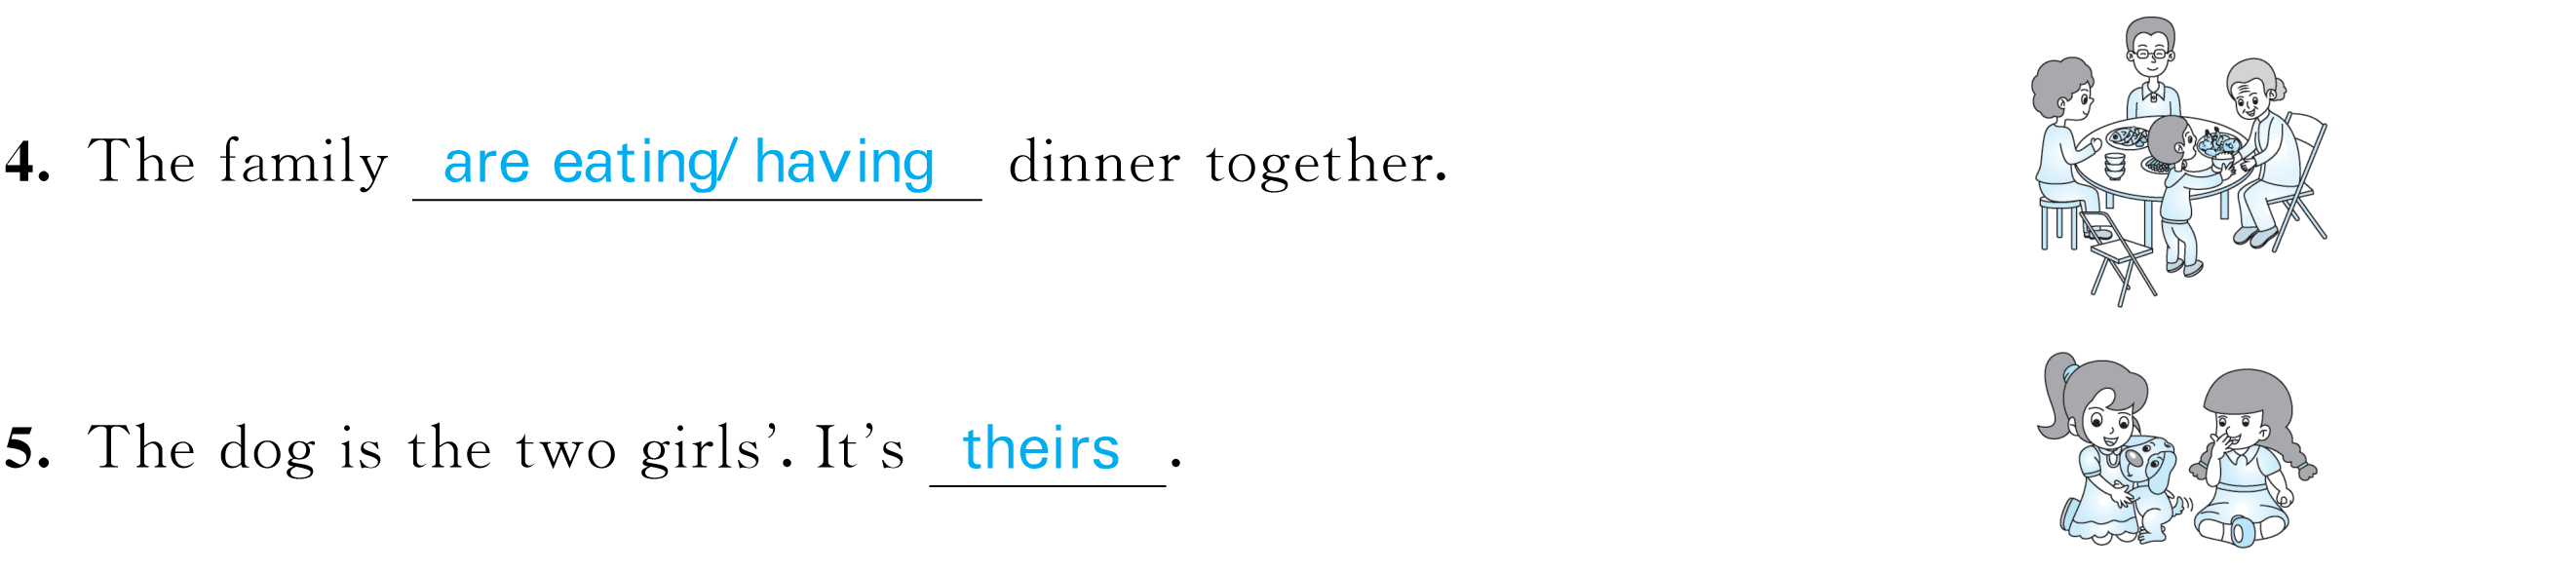 4. The family are eating/ having dinner together.
5. The dog is the two girls’. It’s theirs.